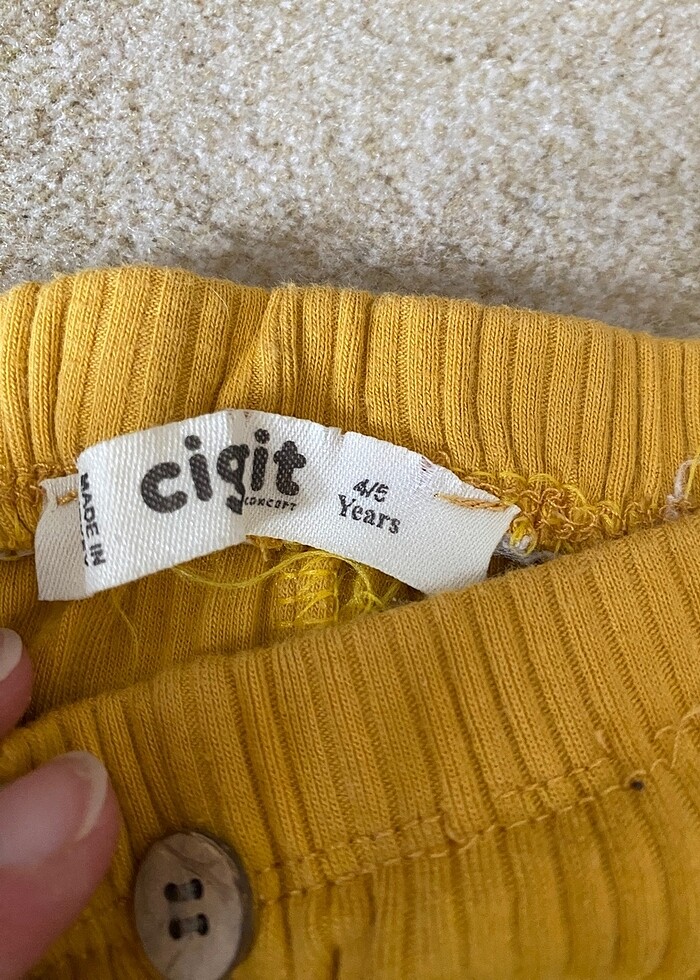 MADE IN
cigit
CONCEPT
4/5
Years